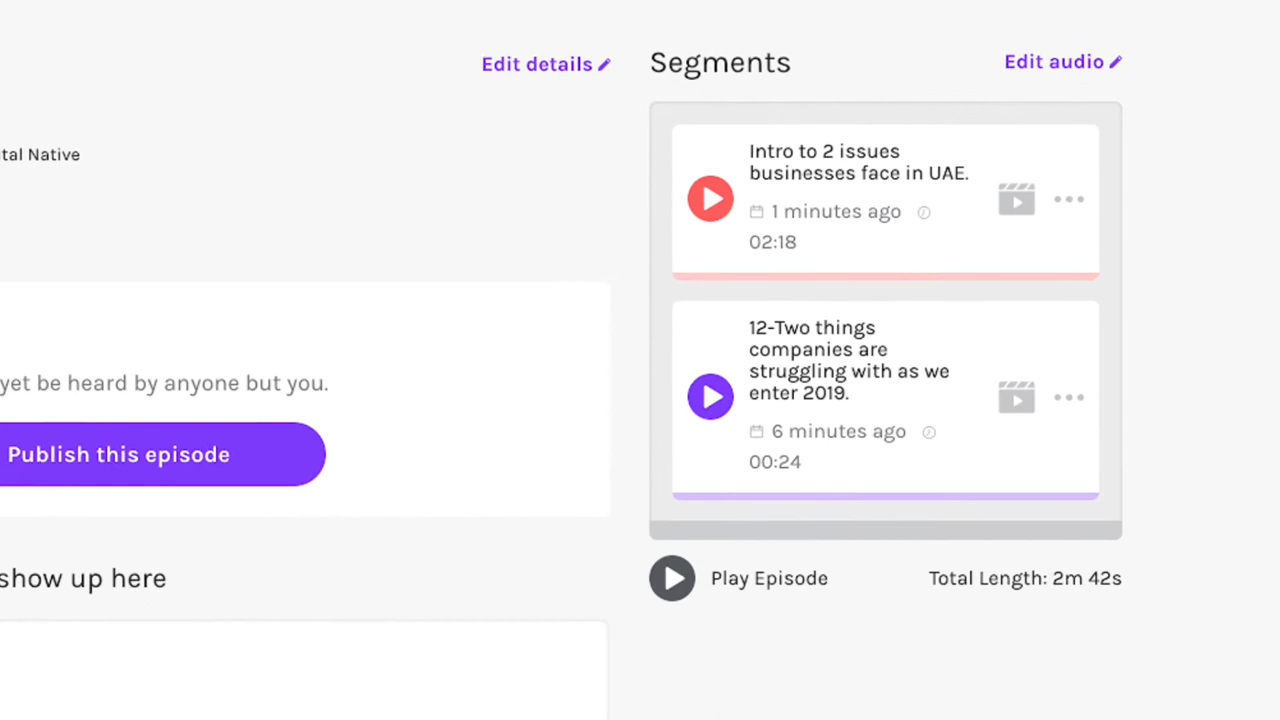 Edit details
tal Native
yet be heard by anyone but you.
Publish this episode
show up here
Segments
Edit audio
Intro to 2 issues
businesses face in UAE.
1 minutes ago
02:18
12-Two things
companies are
struggling with as we
enter 2019.
6 minutes ago
00:24
Play Episode
Total Length: 2m 42s